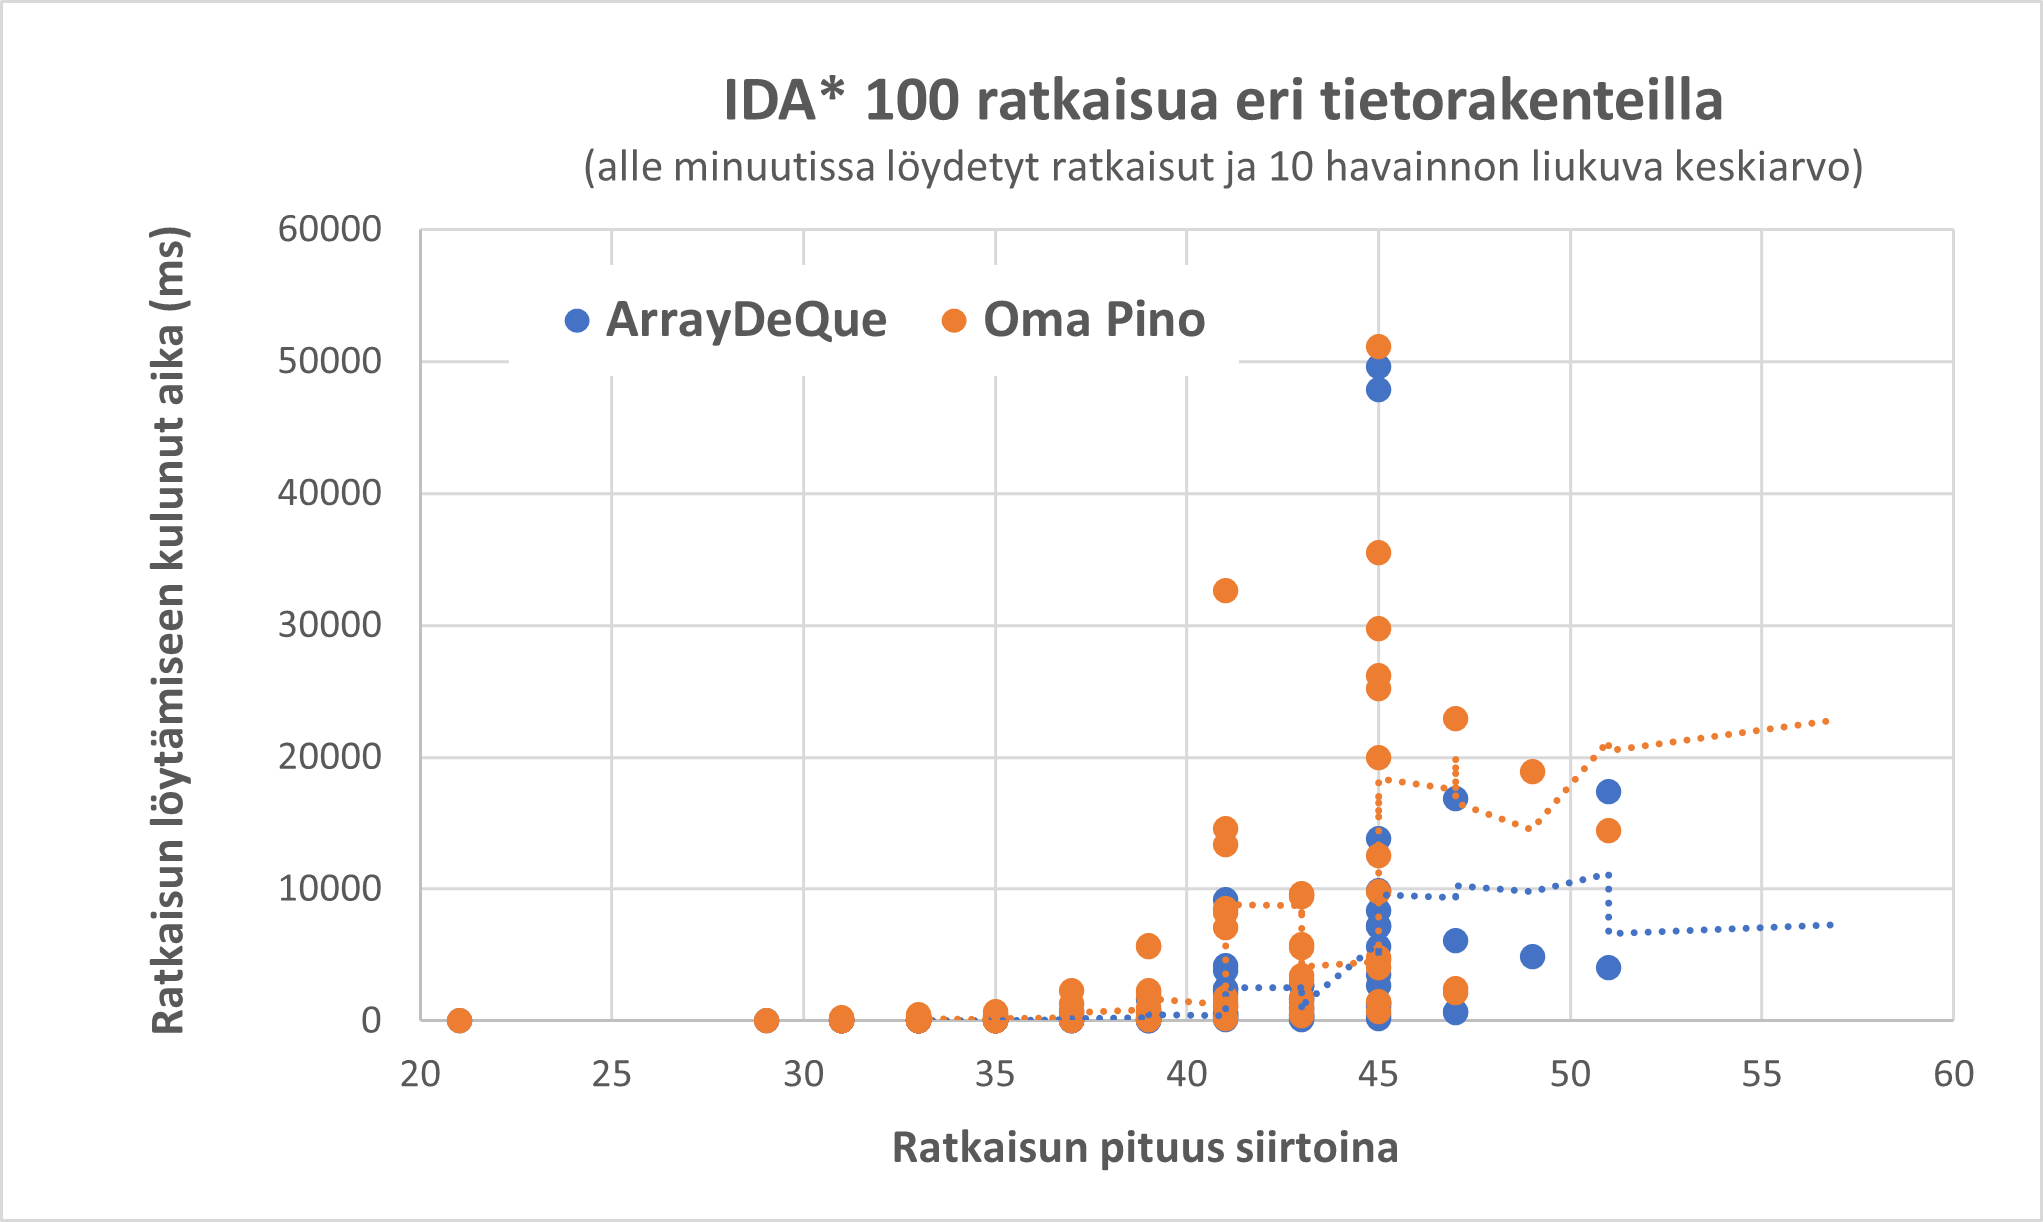 IDA* 100 ratkaisua eri tietorakenteilla
(alle minuutissa löydetyt ratkaisut ja 10 havainnon liukuva keskiarvo)
Ratkaisun löytämiseen kulunut aika (ms)
60000
50000
40000
30000
20000
10000
0
ArrayDeQue Oma Pino
20 25 30 35 40 45 50 55 60
Ratkaisun pituus siirtoina